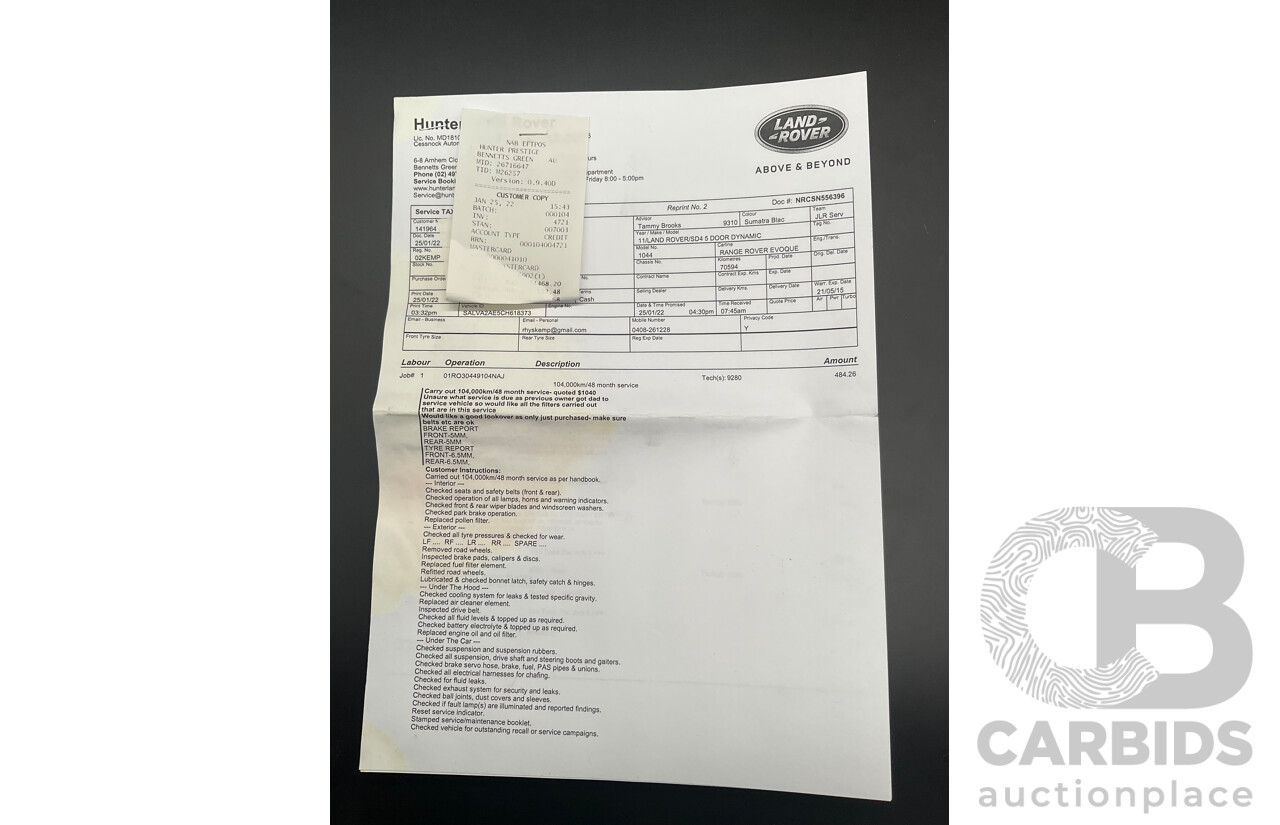 Hunter Rover
Lic. No. MD1810
Cessnock Autor
6-8 Arnhem Clo
Bennetts Green
Phone (02) 49
Service Booki
www.hunterlan
Service@hunt
urs
partment
Friday 8:00 - 5:00pm
LAND ROVER
ABOVE & BEYOND
NAB EFTPOS
HUNTER PRESTIGE
BENNETTS GREEN AU
MID: 26716647
TID: M26257
Version: 0.9.40D
CUSTOMER COPY
JAN 25, 22 15:43
BATCH: 000104
INV: 4721
STAN: 007003
ACCOUNT TYPE CREDIT
RRN: 000104004721
MASTERCARD
000041010
STERCARD
468.20
Service TAX
Reprint No. 2
Doc #: NRCSN556396
Customer #
141964
Advisor
Tammy Brooks 9310
Colour
Sumatra Blac
Team
JLR Serv
Doc. Date
25/01/22
Year / Make / Model
11/LAND ROVER/SD4 5 DOOR DYNAMIC
Tag No.
Reg. No.
02KEMP
Model No.
1044
Carline
RANGE ROVER EVOQUE
Eng./Trans.
Stock No.
Chassis No.
Kilometres
70594
Prod. Date
Orig. Del. Date
Purchase Order
No.
Contract Name
Contract Exp. Kms
Exp. Date
Print Date
25/01/22
Cash
Selling Dealer
Delivery Kms.
Delivery Date
Warr. Exp. Date
21/05/15
Print Time
03:32pm
Vehicle ID
SALVA2AE5CH618373
Engine No.
Date & Time Promised
25/01/22 04:30pm
Time Received
07:45am
Quote Price
Air Pwr Turbo
Email - Business
Email - Personal
rhyskemp@gmail.com
Mobile Number
0408-261228
Privacy Code
Y
Front Tyre Size
Rear Tyre Size
Reg Exp Date
Labour Operation Description Amount
Job# 1 01RO30449104NAJ Tech(s): 9280 484.26
104,000km/48 month service
Carry out 104,000km/48 month service- quoted $1040
Unsure what service is due as previous owner got dad to
service vehicle so would like all the filters carried out
that are in this service
Would like a good lookover as only just purchased- make sure
belts etc are ok
BRAKE REPORT
FRONT-5MM,
REAR-5MM
TYRE REPORT
FRONT-6.5MM,
REAR-6.5MM,
Customer Instructions:
Carried out 104,000km/48 month service as per handbook.
--- Interior ---
Checked seats and safety belts (front & rear).
Checked operation of all lamps, horns and warning indicators.
Checked front & rear wiper blades and windscreen washers.
Checked park brake operation.
Replaced pollen filter.
--- Exterior ---
Checked all tyre pressures & checked for wear.
LF .... RF .... LR .... RR .... SPARE ....
Removed road wheels.
Inspected brake pads, calipers & discs.
Replaced fuel filter element.
Refitted road wheels.
Lubricated & checked bonnet latch, safety catch & hinges.
--- Under The Hood ---
Checked cooling system for leaks & tested specific gravity.
Replaced air cleaner element.
Inspected drive belt.
Checked all fluid levels & topped up as required.
Checked battery electrolyte & topped up as required.
Replaced engine oil and oil filter.
--- Under The Car ---
Checked suspension and suspension rubbers.
Checked all suspension, drive shaft and steering boots and gaiters.
Checked brake servo hose, brake, fuel, PAS pipes & unions.
Checked all electrical harnesses for chafing.
Checked for fluid leaks.
Checked exhaust system for security and leaks.
Checked ball joints, dust covers and sleeves.
Checked if fault lamp(s) are illuminated and reported findings.
Reset service indicator.
Stamped service/maintenance booklet.
Checked vehicle for outstanding recall or service campaigns.
CB
CARBIDS
auctionplace